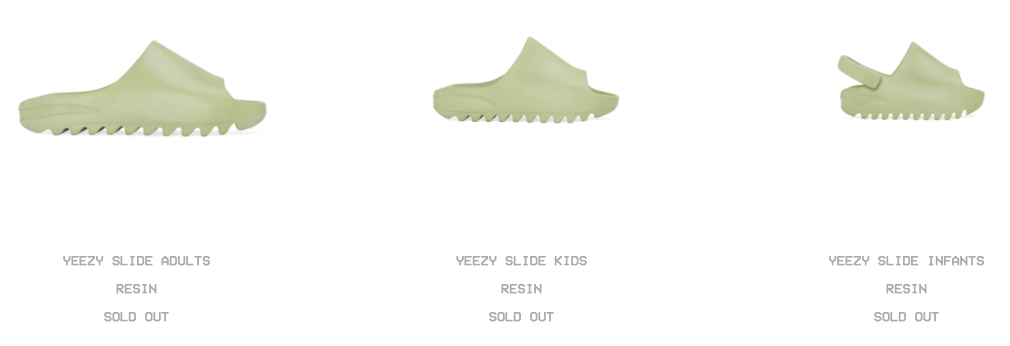 YEEZY SLIDE ADULTS
RESIN
SOLD OUT
YEEZY SLIDE KIDS
RESIN
SOLD OUT
YEEZY SLIDE INFANTS
RESIN
SOLD OUT